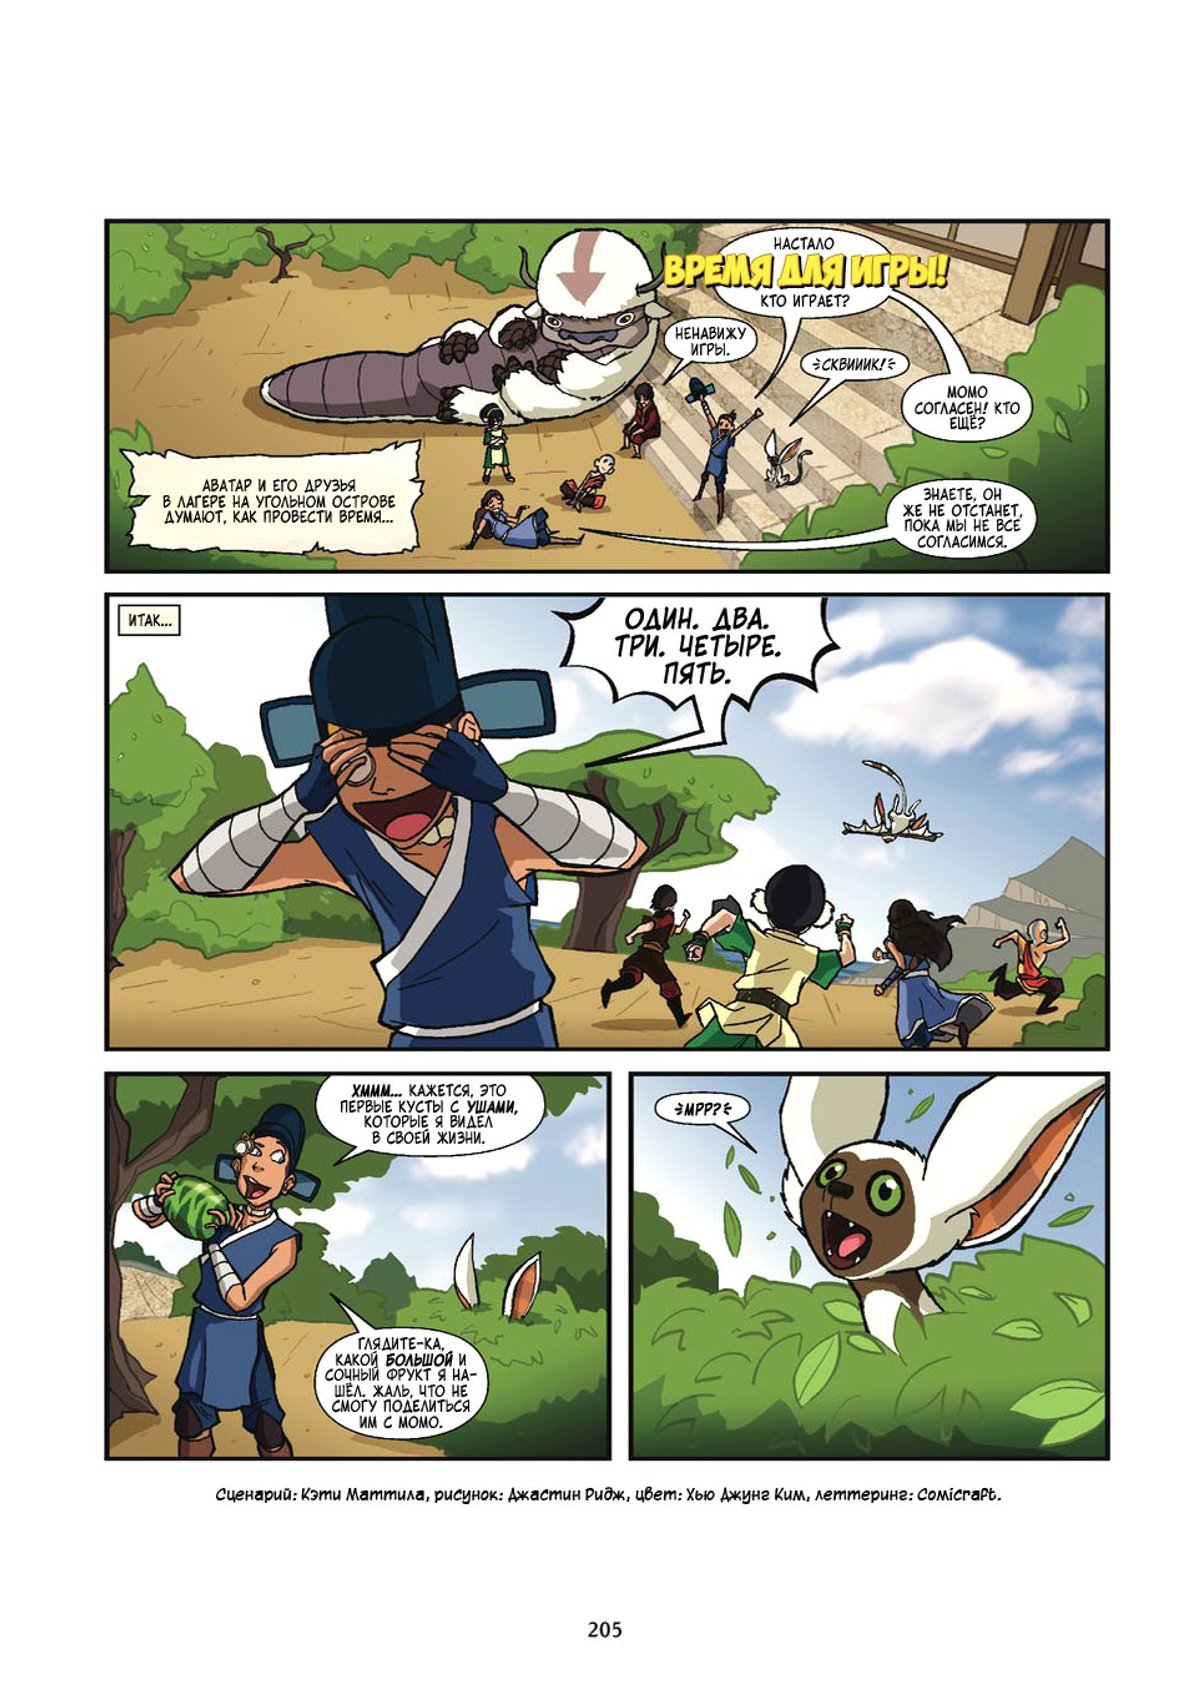 НАСТАЛО
ВРЕМЯ ДЛЯ ИГРЫ!
КТО ИГРАЕТ?
НЕНАВИЖУ
ИГРЫ.
СКВИИИК!
МОМО
СОГЛАСЕН! КТО
ЕЩЁ?
АВАТАР И ЕГО ДРУЗЬЯ
В ЛАГЕРЕ НА УГОЛЬНОМ ОСТРОВЕ
ДУМАЮТ, КАК ПРОВЕСТИ ВРЕМЯ...
ЗНАЕТЕ, ОН
ЖЕ НЕ ОТСТАНЕТ,
ПОКА МЫ НЕ ВСЕ
СОГЛАСИМСЯ.
ИТАК...
ОДИН. ДВА.
ТРИ. ЧЕТЫРЕ.
ПЯТЬ.
ХМММ... КАЖЕТСЯ, ЭТО
ПЕРВЫЕ КУСТЫ С УШАМИ,
КОТОРЫЕ Я ВИДЕЛ
В СВОЕЙ ЖИЗНИ.
ГЛЯДИТЕ-КА,
КАКОЙ БОЛЬШОЙ И
СОЧНЫЙ ФРУКТ Я НА-
ШЁЛ. ЖАЛЬ, ЧТО НЕ
СМОГУ ПОДЕЛИТЬСЯ
ИМ С МОМО.
МРР?
Сценарий: Кэти Маттила, рисунок: Джастин Ридж, цвет: Хью Джунг Ким, леттеринг: Comicraft.
205